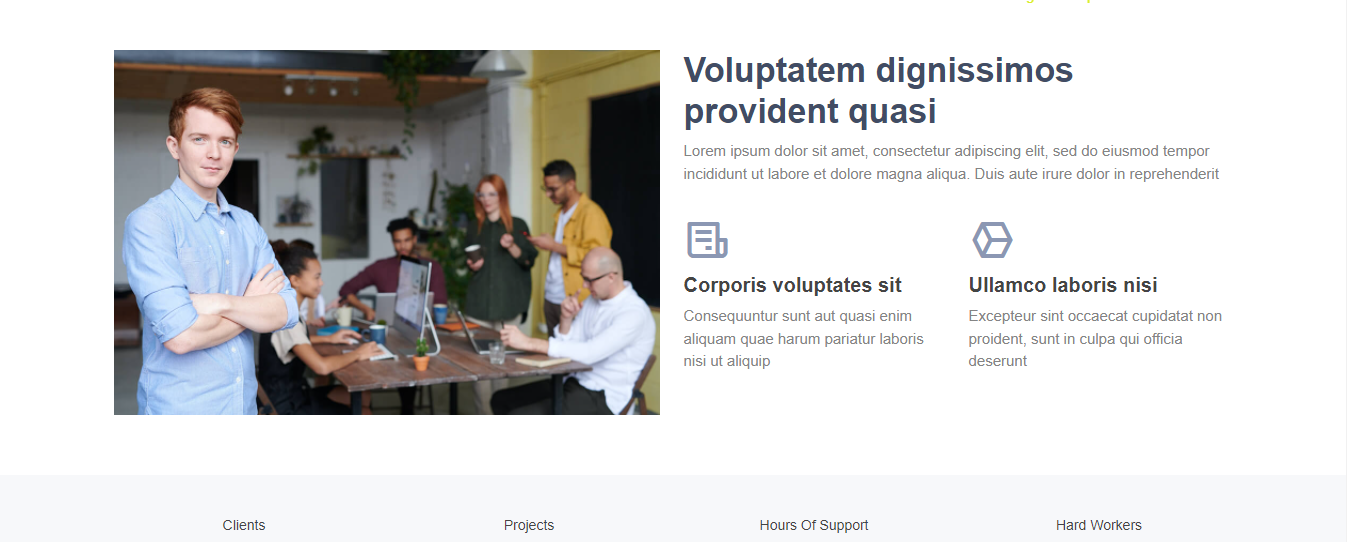 Voluptatem dignissimos
provident quasi
Lorem ipsum dolor sit amet, consectetur adipiscing elit, sed do eiusmod tempor
incididunt ut labore et dolore magna aliqua. Duis aute irure dolor in reprehenderit
Corporis voluptates sit
Consequuntur sunt aut quasi enim
aliquam quae harum pariatur laboris
nisi ut aliquip
Ullamco laboris nisi
Excepteur sint occaecat cupidatat non
proident, sunt in culpa qui officia
deserunt
Clients
Projects
Hours Of Support
Hard Workers